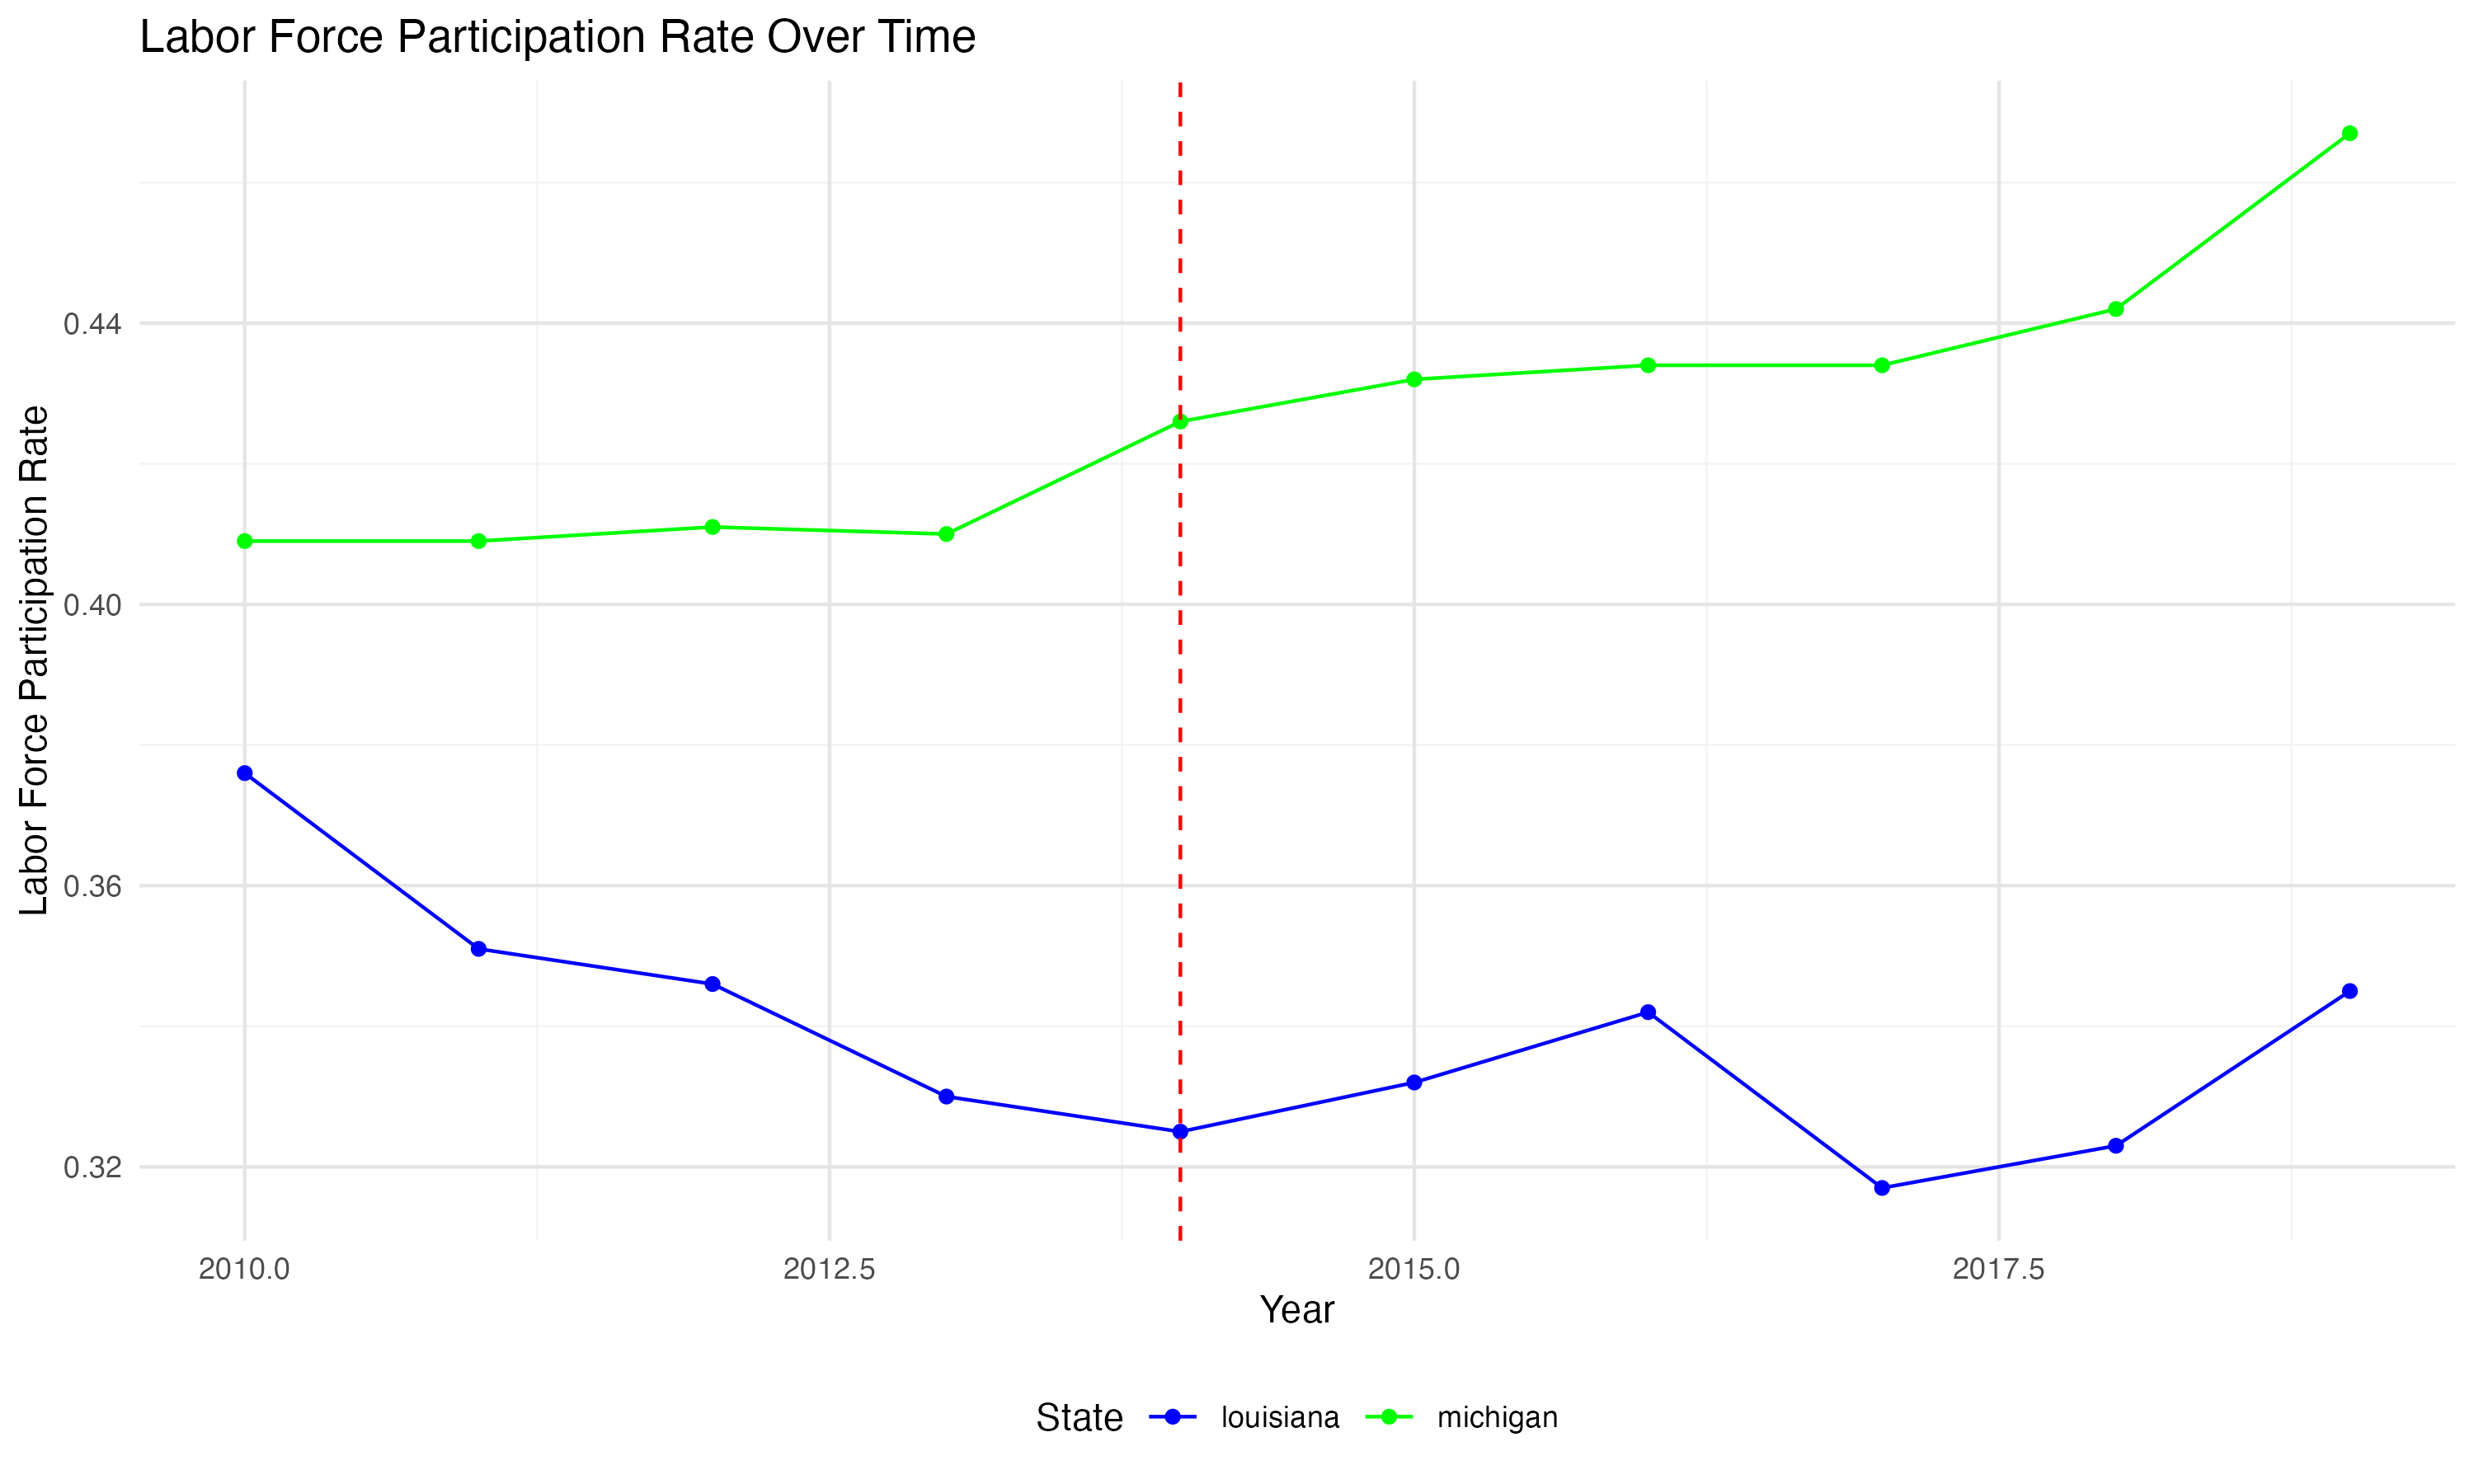 Labor Force Participation Rate Over Time
Labor Force Participation Rate
0.44
0.40
0.36
0.32
2010.0 2012.5 2015.0 2017.5
Year
State louisiana michigan